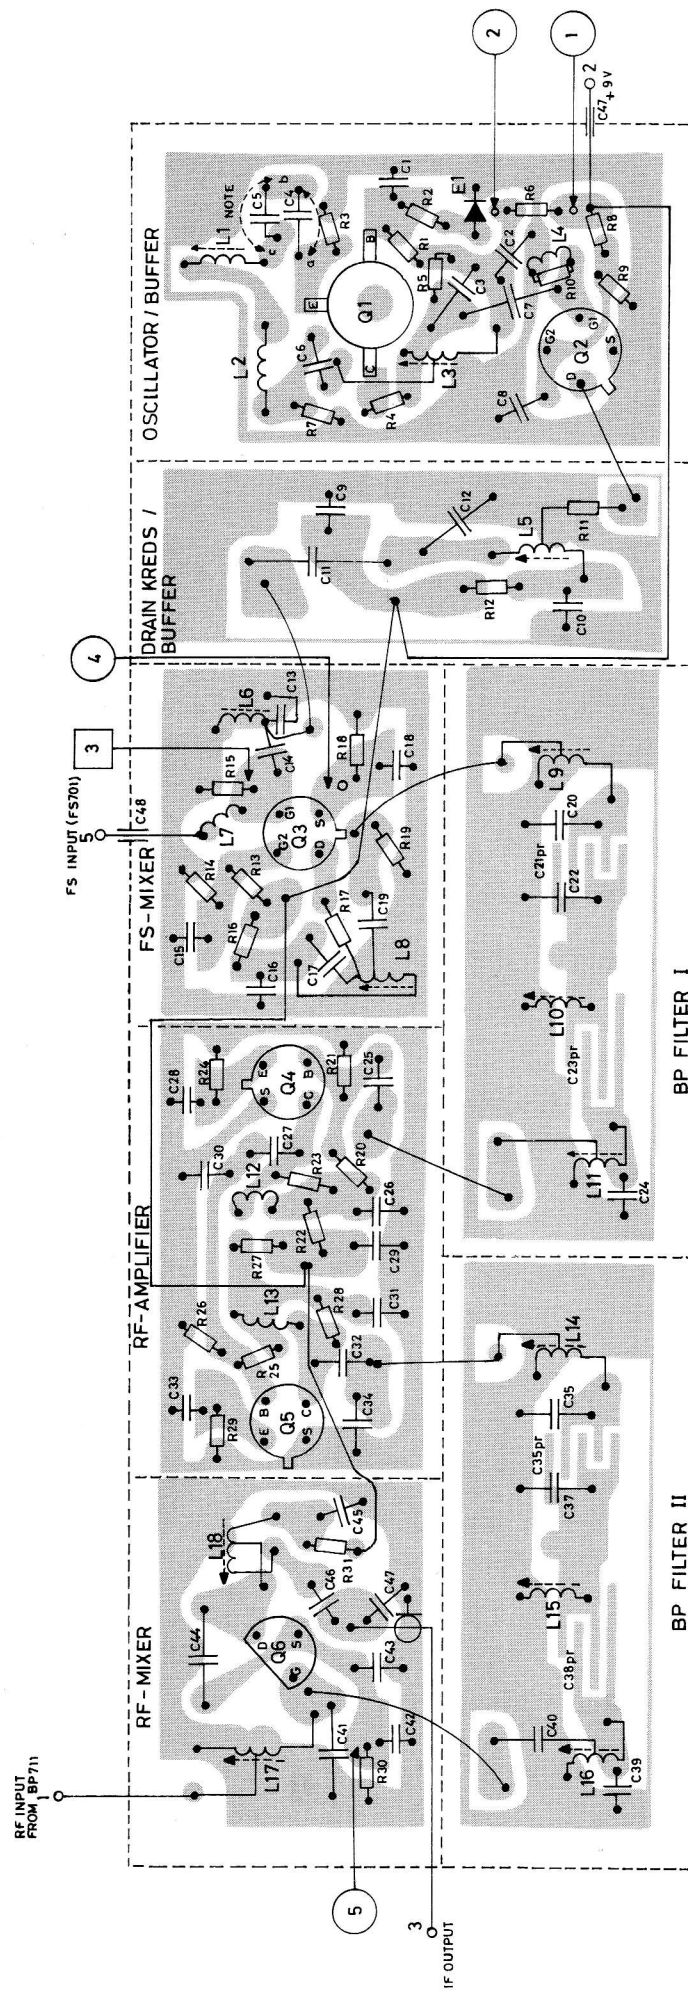 RF INPUT
FROM BP711
1
RF-MIXER
L17
C44
L18
D
Q6
G
S
C41
C46
R31
C45
R30
C42
C43
C47
5
3
IF OUTPUT
RF-AMPLIFIER
C33
R26
R29
R
25
E
B
Q5
S
C
L13
R27
L12
C30
C28
R24
C27
S
E
Q4
C
B
R22
R23
R28
R20
R21
C34
C32
C31
C29
C26
C25
FS INPUT (FS701)
5
C48
3
4
FS-MIXER
C15
R14
L7
R15
L6
R16
R13
C14
C13
G2
G1
Q3
D
S
C16
C17
R17
R18
C19
R19
C18
L8
DRAIN KREDS /
BUFFER
C9
C11
C12
R12
L5
C10
R11
OSCILLATOR / BUFFER
L2
L1
NOTE
C5
C4
a
b
c
c
R3
R7
C6
E
C
B
Q1
C1
R4
R1
R2
L3
R5
C3
E1
2
C8
C7
C2
R6
G2
R10
L4
1
D
G1
Q2
S
R9
R8
C47
+9V
2
C40
L16
C39
L15
C38pr
C37
C35pr
C35
L14
BP FILTER II
L11
C24
L10
C23pr
C22
C21pr
C20
L9
BP FILTER I